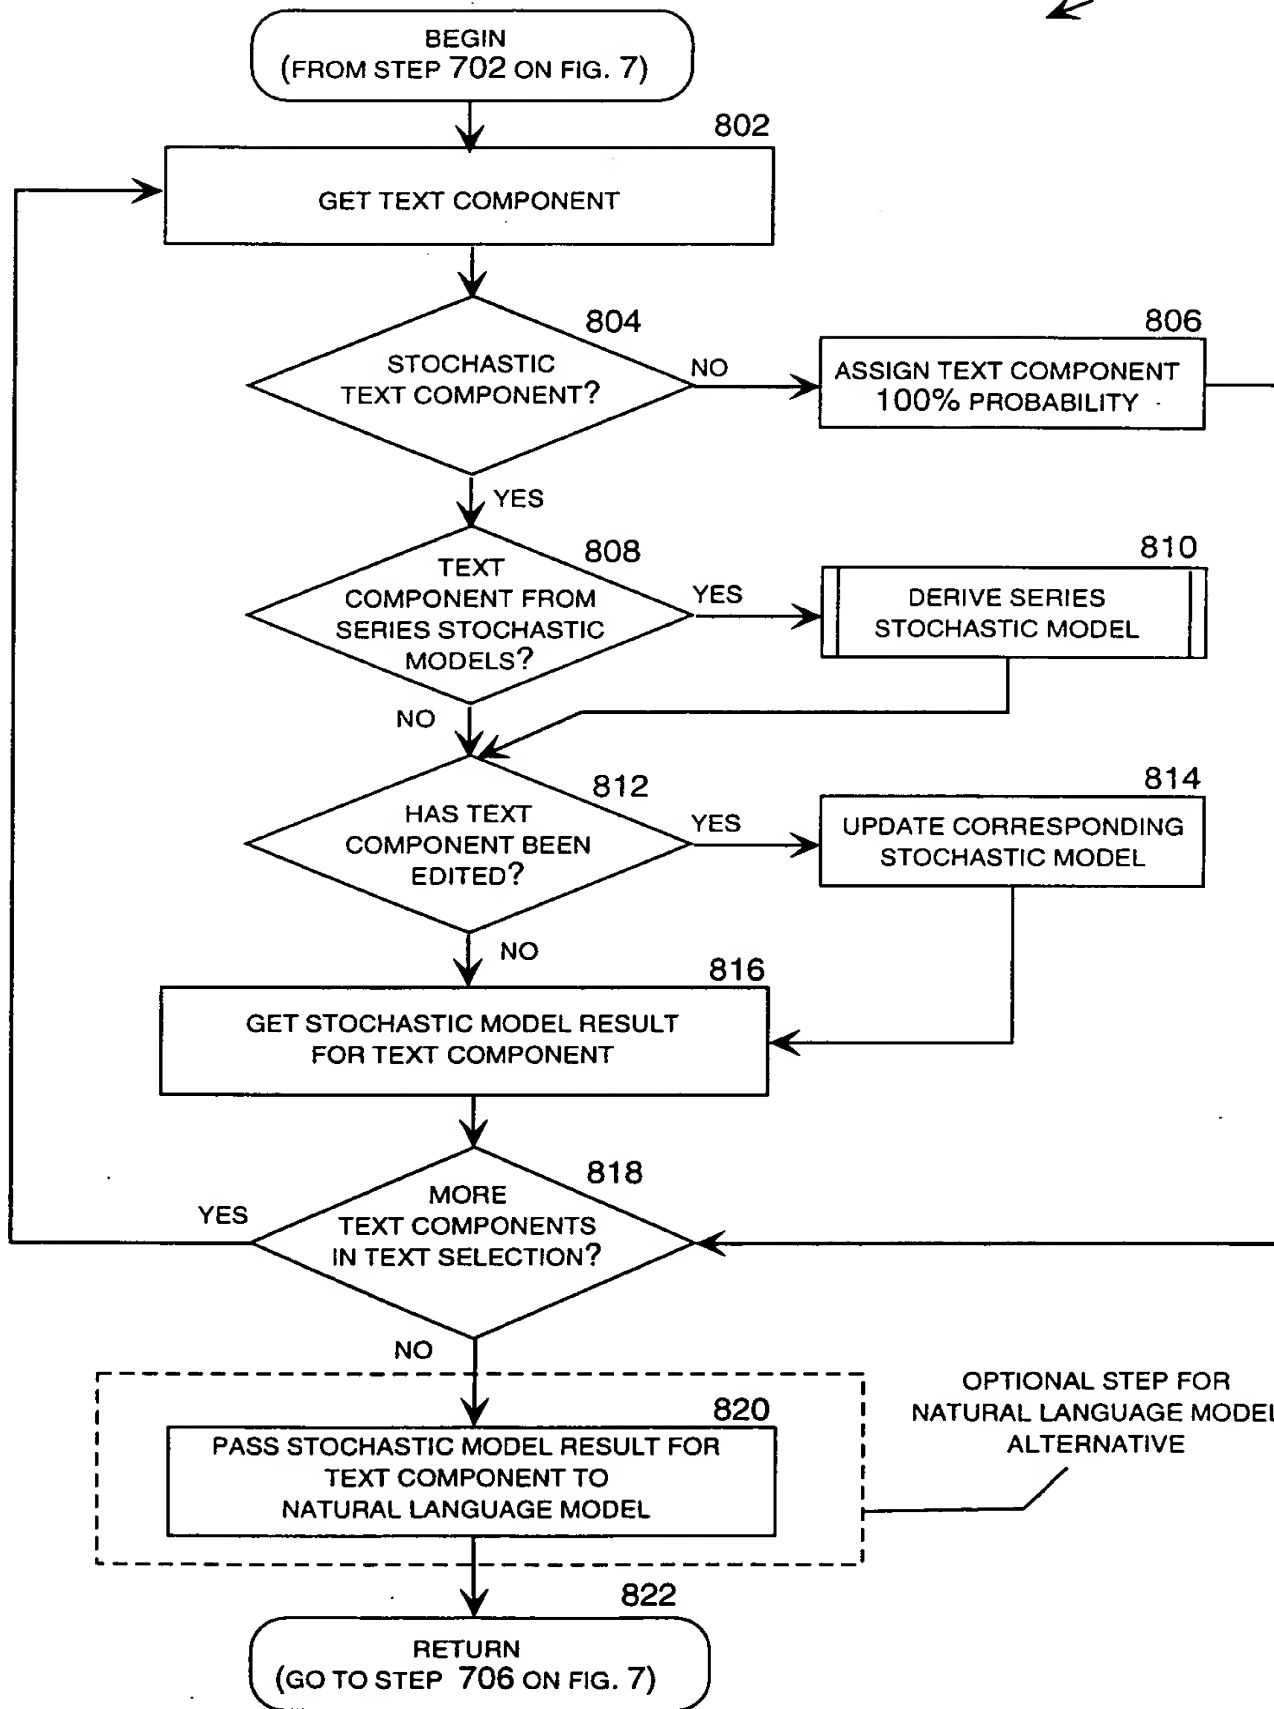 BEGIN
(FROM STEP 702 ON FIG. 7)
802
GET TEXT COMPONENT
804
STOCHASTIC
TEXT COMPONENT?
NO
806
ASSIGN TEXT COMPONENT
100% PROBABILITY
YES
808
TEXT
COMPONENT FROM
SERIES STOCHASTIC
MODELS?
YES
810
DERIVE SERIES
STOCHASTIC MODEL
NO
812
HAS TEXT
COMPONENT BEEN
EDITED?
YES
814
UPDATE CORRESPONDING
STOCHASTIC MODEL
NO
816
GET STOCHASTIC MODEL RESULT
FOR TEXT COMPONENT
818
MORE
TEXT COMPONENTS
IN TEXT SELECTION?
YES
NO
OPTIONAL STEP FOR
NATURAL LANGUAGE MODEL
ALTERNATIVE
820
PASS STOCHASTIC MODEL RESULT FOR
TEXT COMPONENT TO
NATURAL LANGUAGE MODEL
822
RETURN
(GO TO STEP 706 ON FIG. 7)